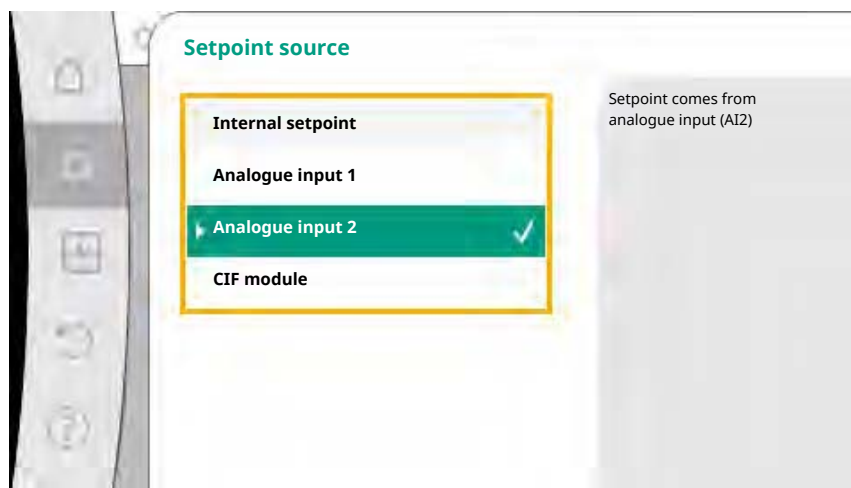 Setpoint source
Internal setpoint
Analogue input 1
Analogue input 2
CIF module
Setpoint comes from
analogue input (AI2)